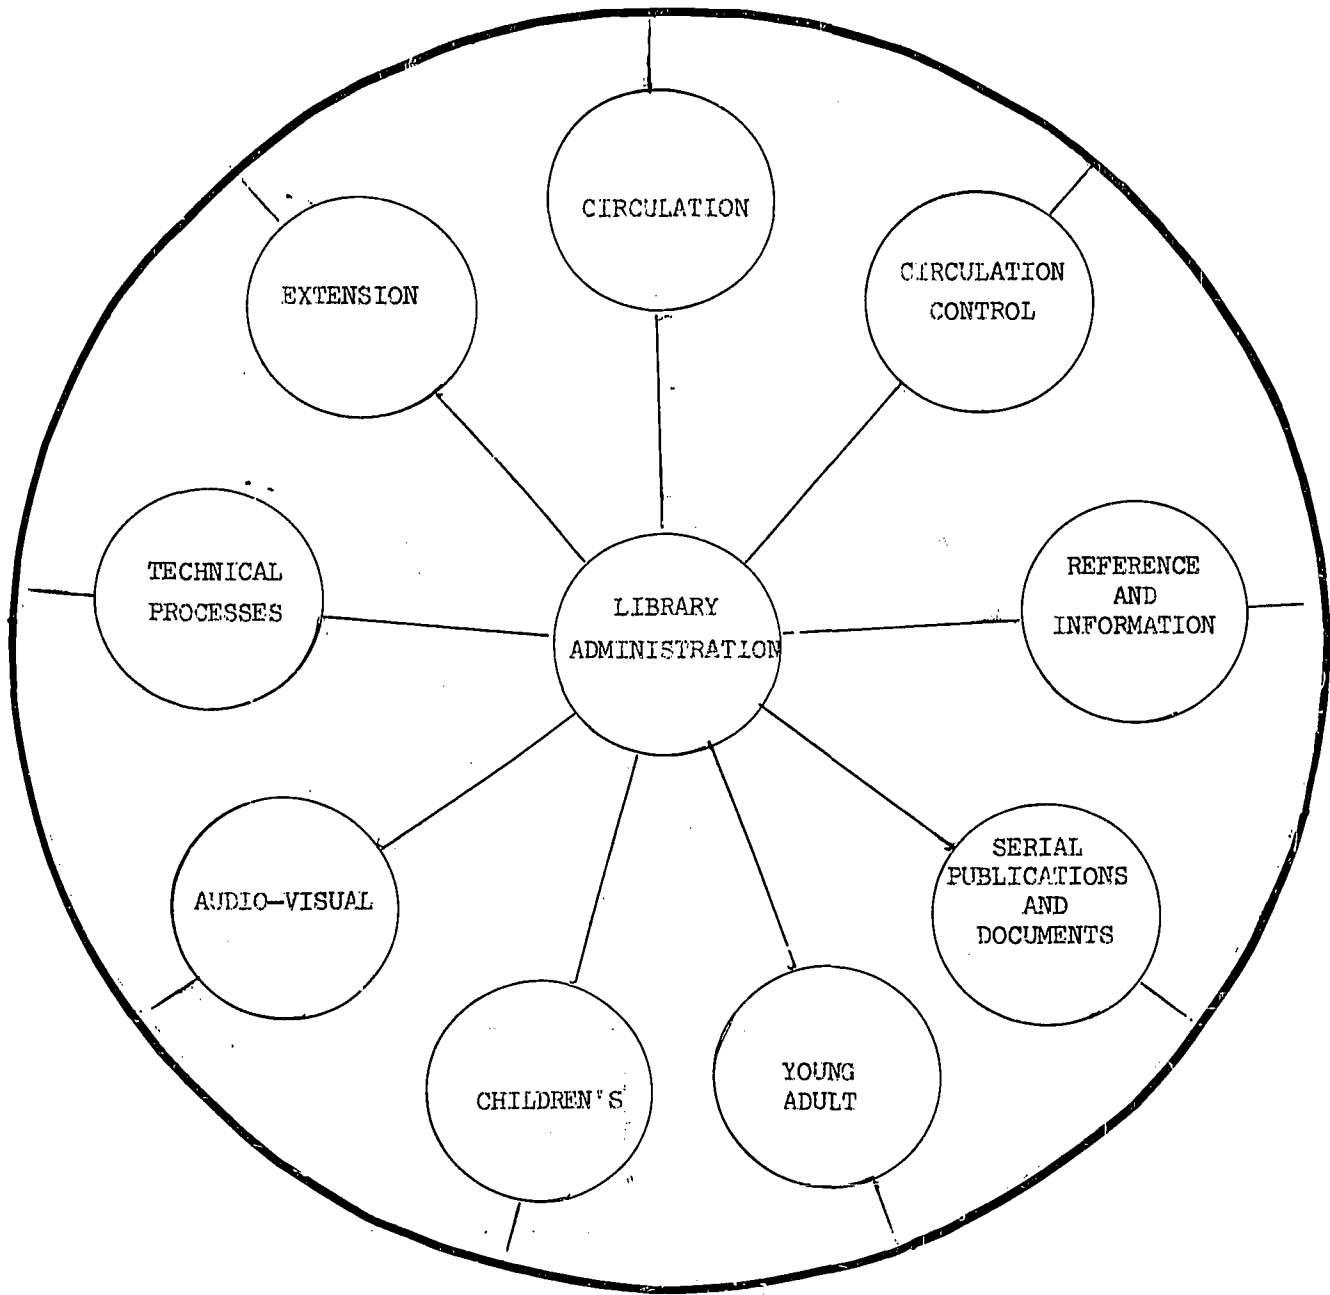 CIRCULATION
CIRCULATION
CONTROL
EXTENSION
TECHNICAL
PROCESSES
REFERENCE
AND
INFORMATION
LIBRARY
ADMINISTRATION
SERIAL
PUBLICATIONS
AND
DOCUMENTS
AUDIO-VISUAL
YOUNG
ADULT
CHILDREN'S